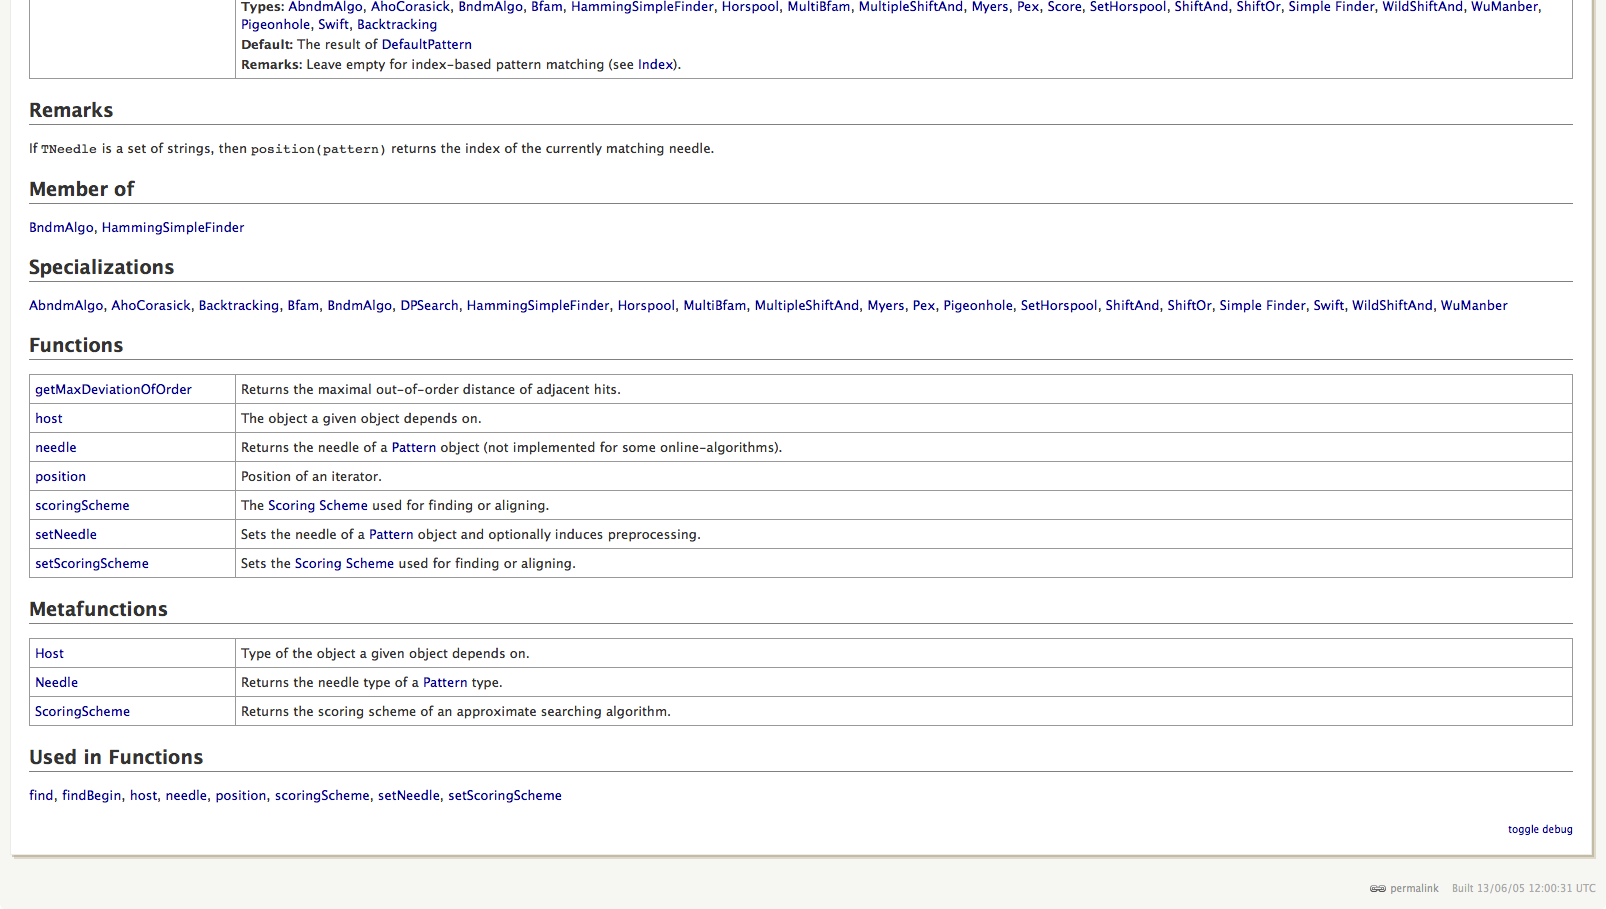 Types: AbndmAlgo, AhoCorasick, BndmAlgo, Bfam, HammingSimpleFinder, Horspool, MultiBfam, MultipleShiftAnd, Myers, Pex, Score, SetHorspool, ShiftAnd, ShiftOr, Simple Finder, WildShiftAnd, WuManber,
Pigeonhole, Swift, Backtracking
Default: The result of DefaultPattern
Remarks: Leave empty for index-based pattern matching (see Index).
Remarks
If TNeedle is a set of strings, then position(pattern) returns the index of the currently matching needle.
Member of
BndmAlgo, HammingSimpleFinder
Specializations
AbndmAlgo, AhoCorasick, Backtracking, Bfam, BndmAlgo, DPSearch, HammingSimpleFinder, Horspool, MultiBfam, MultipleShiftAnd, Myers, Pex, Pigeonhole, SetHorspool, ShiftAnd, ShiftOr, Simple Finder, Swift, WildShiftAnd, WuManber
Functions
getMaxDeviationOfOrder Returns the maximal out-of-order distance of adjacent hits.
host The object a given object depends on.
needle Returns the needle of a Pattern object (not implemented for some online-algorithms).
position Position of an iterator.
scoringScheme The Scoring Scheme used for finding or aligning.
setNeedle Sets the needle of a Pattern object and optionally induces preprocessing.
setScoringScheme Sets the Scoring Scheme used for finding or aligning.
Metafunctions
Host Type of the object a given object depends on.
Needle Returns the needle type of a Pattern type.
ScoringScheme Returns the scoring scheme of an approximate searching algorithm.
Used in Functions
find, findBegin, host, needle, position, scoringScheme, setNeedle, setScoringScheme
toggle debug
permalink Built 13/06/05 12:00:31 UTC